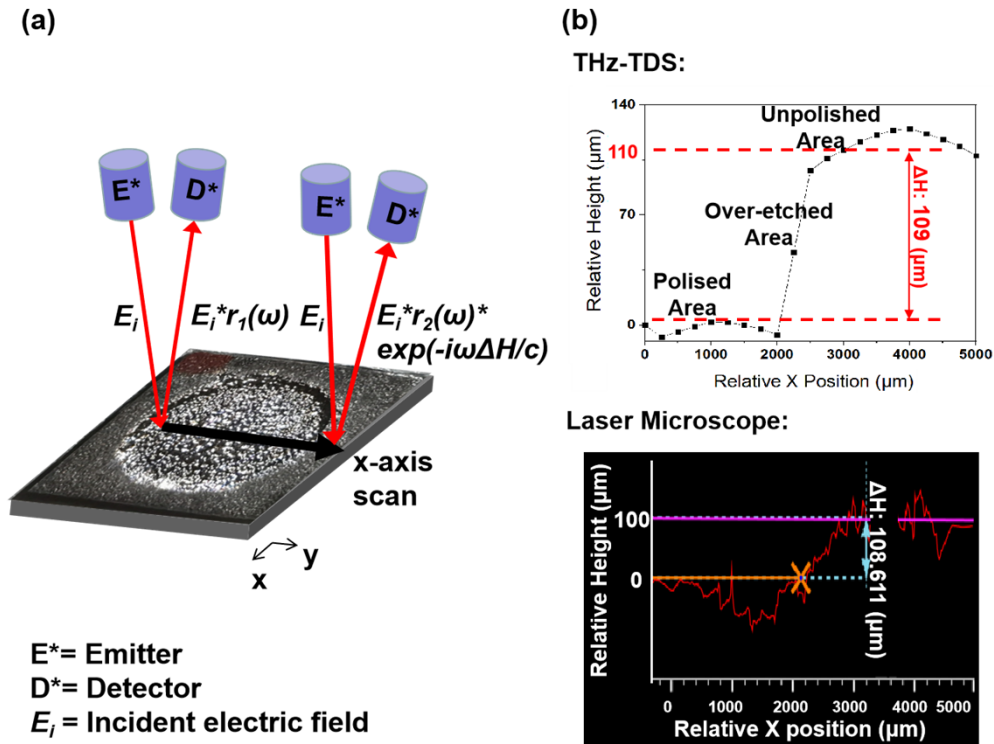 (a)
E* D* E* D*
E_i E_i*r_1(ω) E_i E_i*r_2(ω)*
exp(-iωΔH/c)
x-axis
scan
y
x
E*= Emitter
D*= Detector
E_i = Incident electric field
(b)
THz-TDS:
Relative Height (μm)
140
110
70
0
Unpolished
Area
Over-etched
Area
Polised
Area
ΔH: 109
(μm)
0 1000 2000 3000 4000 5000
Relative X Position (μm)
Laser Microscope:
Relative Height (μm)
100
0
ΔH: 108.611 (μm)
0 1000 2000 3200 4000 5000
Relative X position (μm)